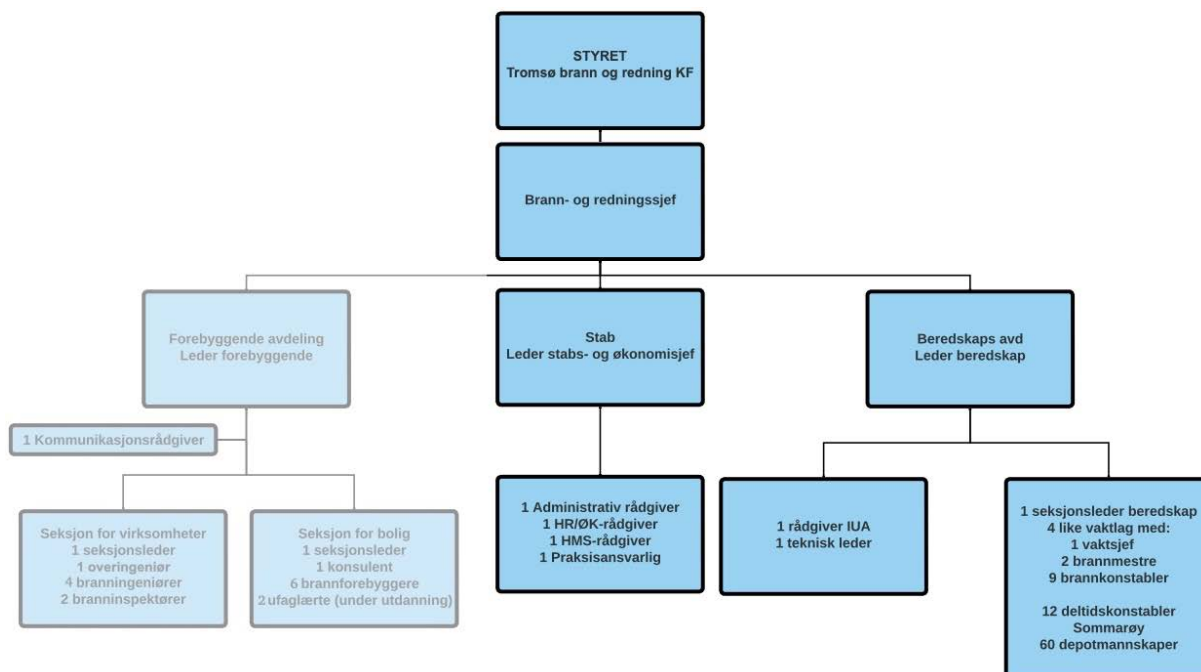 STYRET
Tromsø brann og redning KF
Brann- og redningssjef
Forebyggende avdeling
Leder forebyggende
Stab
Leder stabs- og økonomisjef
Beredskaps avd
Leder beredskap
1 Kommunikasjonsrådgiver
Seksjon for virksomheter
1 seksjonsleder
1 overingeniør
4 branningeniører
2 branninspektører
Seksjon for bolig
1 seksjonsleder
1 konsulent
6 brannforebyggere
2 ufaglærte (under utdanning)
1 Administrativ rådgiver
1 HR/ØK-rådgiver
1 HMS-rådgiver
1 Praksisansvarlig
1 rådgiver IUA
1 teknisk leder
1 seksjonsleder beredskap
4 like vaktlag med:
1 vaktsjef
2 brannmestre
9 brannkonstabler
12 deltidskonstabler
Sommarøy
60 depotmannskaper